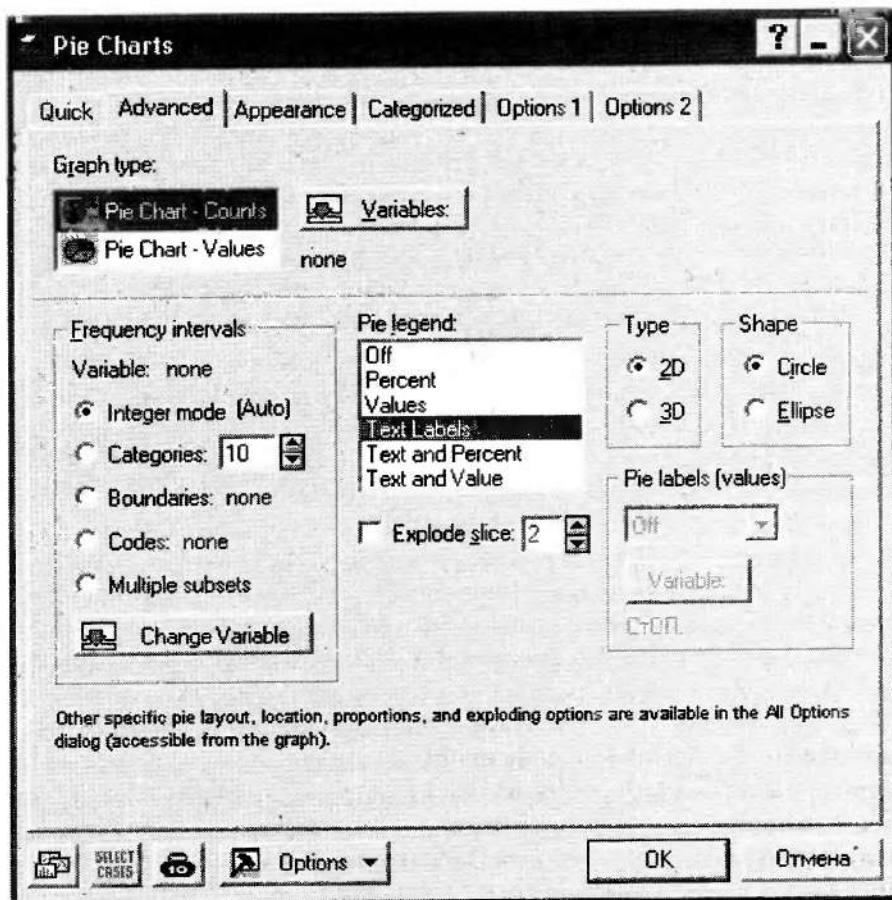 Pie Charts
Quick Advanced Appearance Categorized Options 1 Options 2
Graph type:
Pie Chart - Counts
Variables:
Pie Chart - Values
none
Frequency intervals
Variable: none
Integer mode (Auto)
Categories: 10
Boundaries: none
Codes: none
Multiple subsets
Change Variable
Pie legend:
Off
Percent
Values
Text Labels
Text and Percent
Text and Value
Explode slice: 2
Type
2D
3D
Shape
Circle
Ellipse
Pie labels (values)
Off
Variable:
СтОП.
Other specific pie layout, location, proportions, and exploding options are available in the All Options
dialog (accessible from the graph).
SELECT
CASES
Options
OK
Отмена